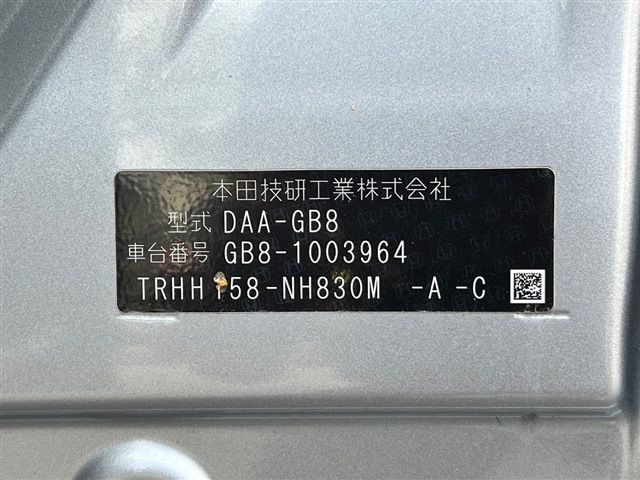 本田技研工業株式会社
型式 DAA-GB8
車台番号 GB8-1003964
TRHH158-NH830M -A -C